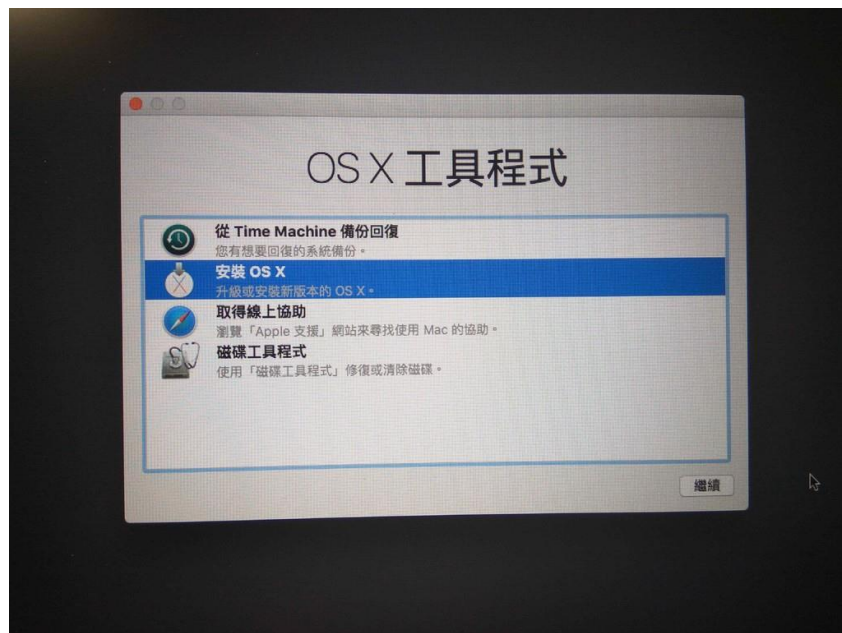 OS X 工具程式
從 Time Machine 備份回復
您有想要回復的系統備份。
安裝 OS X
升級或安裝新版本的 OS X。
取得線上協助
瀏覽「Apple 支援」網站來尋找使用 Mac 的協助。
磁碟工具程式
使用「磁碟工具程式」修復或清除磁碟。
繼續